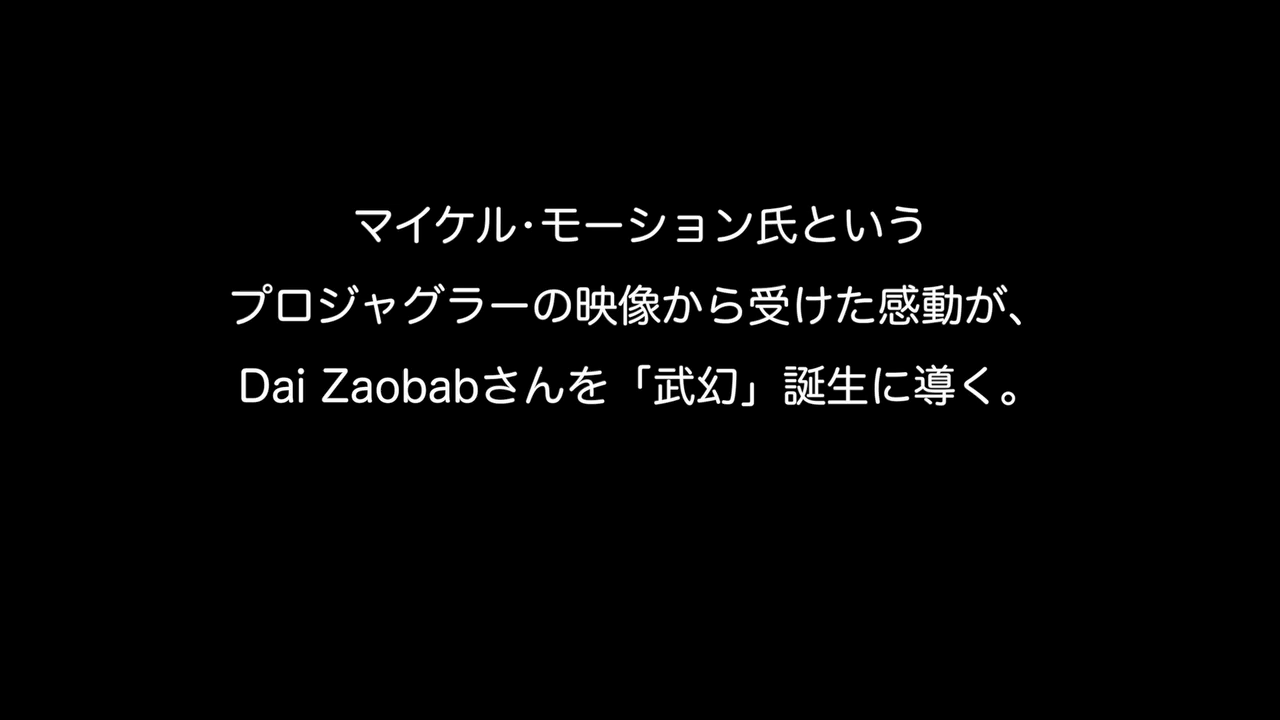 マイケル・モーション氏という
プロジャグラーの映像から受けた感動が、
Dai Zaobabさんを「武幻」誕生に導く。